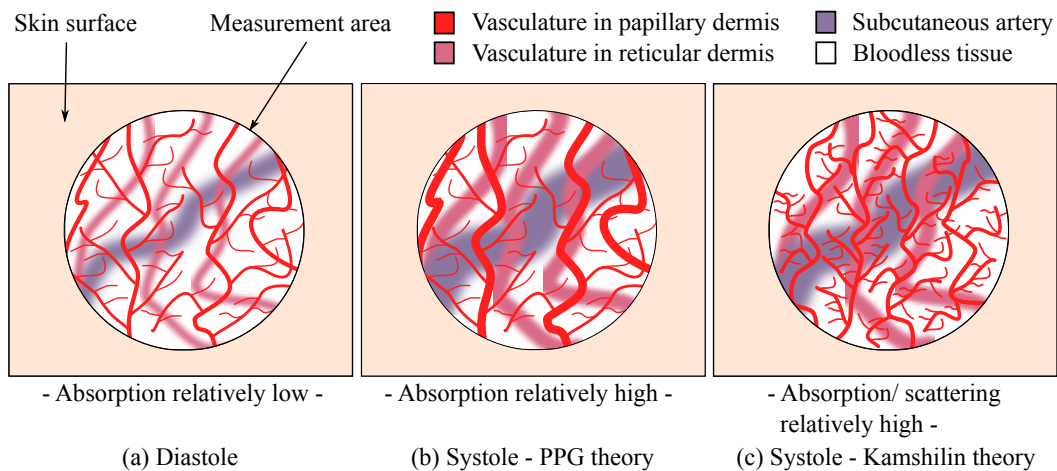 Skin surface
Measurement area
Vasculature in papillary dermis
Subcutaneous artery
Vasculature in reticular dermis
Bloodless tissue
- Absorption relatively low -
- Absorption relatively high -
- Absorption/ scattering
relatively high -
(a) Diastole
(b) Systole - PPG theory
(c) Systole - Kamshilin theory